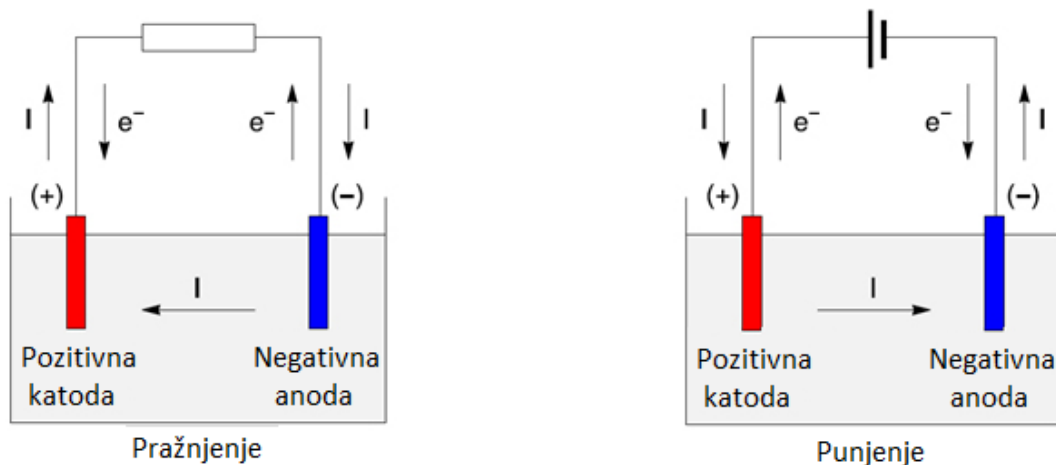 I
e⁻
e⁻
I
(+)
(−)
I
Pozitivna
katoda
Negativna
anoda
Pražnjenje
I
e⁻
e⁻
I
(+)
(−)
I
Pozitivna
katoda
Negativna
anoda
Punjenje